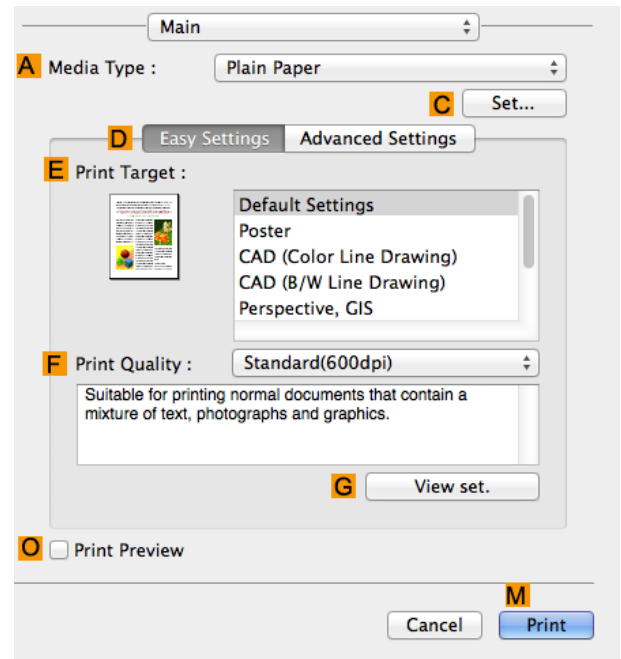 Main
A Media Type : Plain Paper
C Set...
D Easy Settings Advanced Settings
E Print Target :
Default Settings
Poster
CAD (Color Line Drawing)
CAD (B/W Line Drawing)
Perspective, GIS
F Print Quality : Standard(600dpi)
Suitable for printing normal documents that contain a
mixture of text, photographs and graphics.
G View set.
O Print Preview
M
Cancel Print